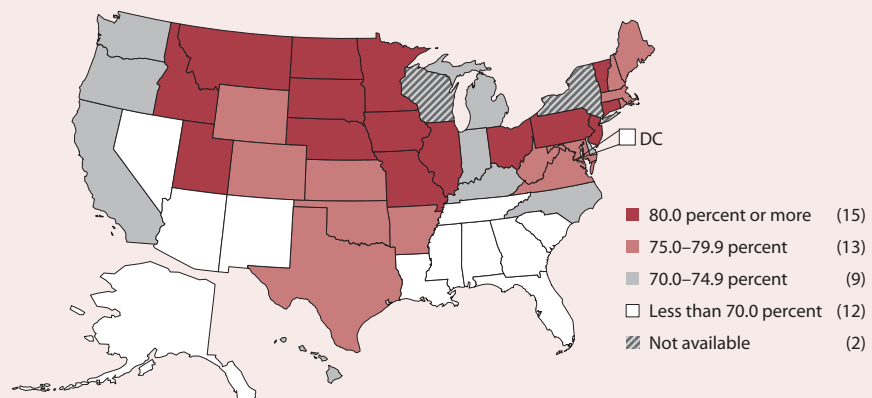 DC
80.0 percent or more (15)
75.0–79.9 percent (13)
70.0–74.9 percent (9)
Less than 70.0 percent (12)
Not available (2)